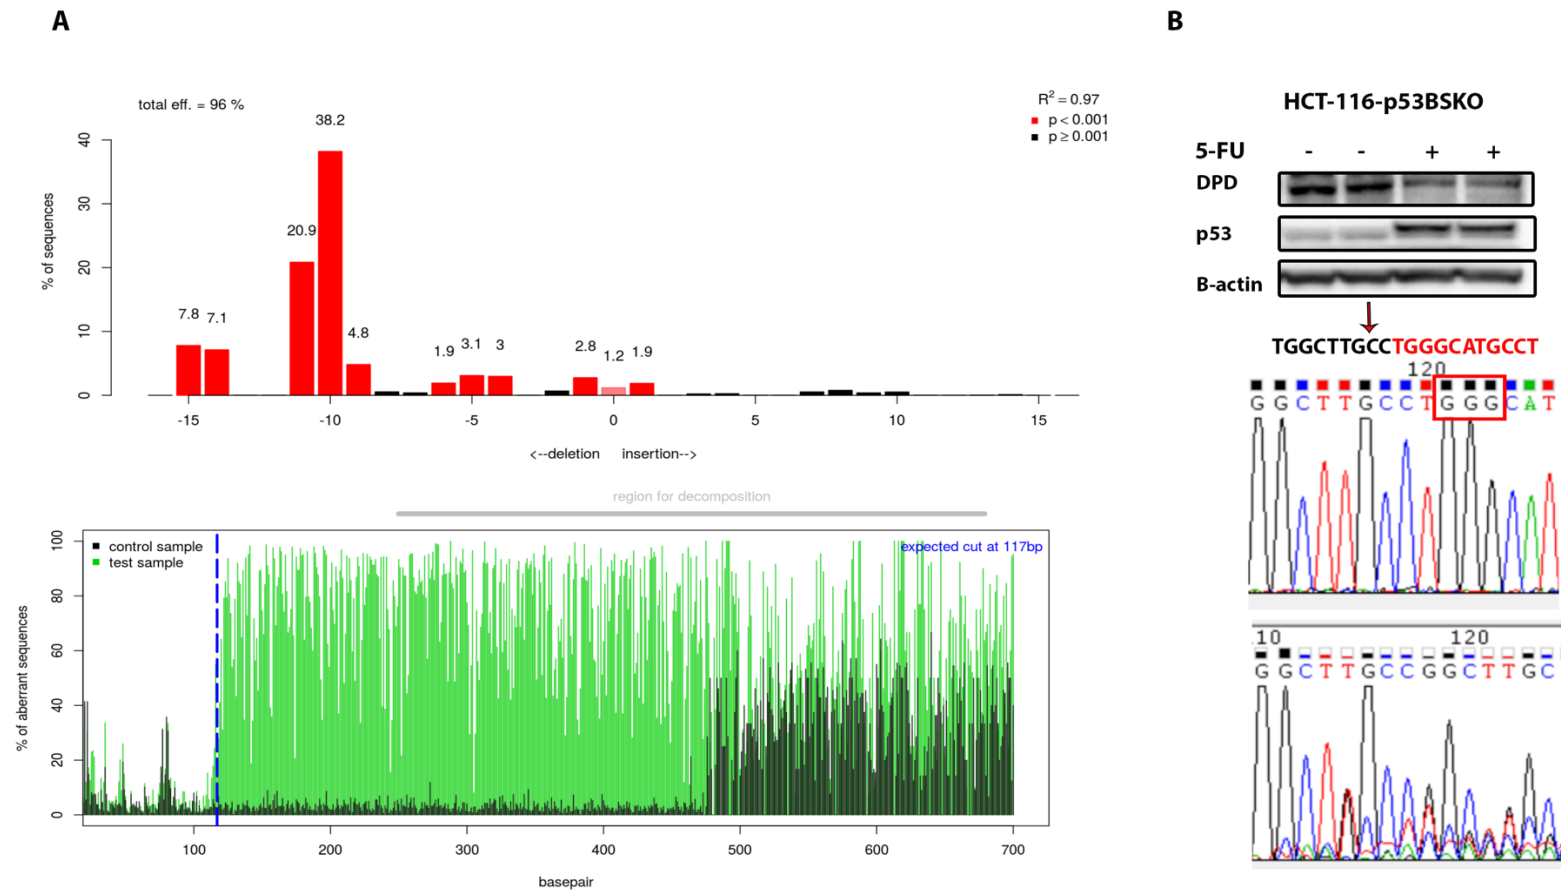 A
total eff. = 96 %
R² = 0.97
p < 0.001
p ≥ 0.001
% of sequences
40
30
20
10
0
7.8
7.1
20.9
38.2
4.8
1.9
3.1
3
2.8
1.2
1.9
-15
-10
-5
0
5
10
15
<--deletion insertion-->
region for decomposition
control sample
test sample
expected cut at 117bp
% of aberrant sequences
100
80
60
40
20
0
100
200
300
400
500
600
700
basepair
B
HCT-116-p53BSKO
5-FU - - + +
DPD
p53
B-actin
TGGCTTGCCTGGGCATGCCT
120
G G C T T G C C T G G G C A T
10 120
G G C T T G C C G G C T T G C